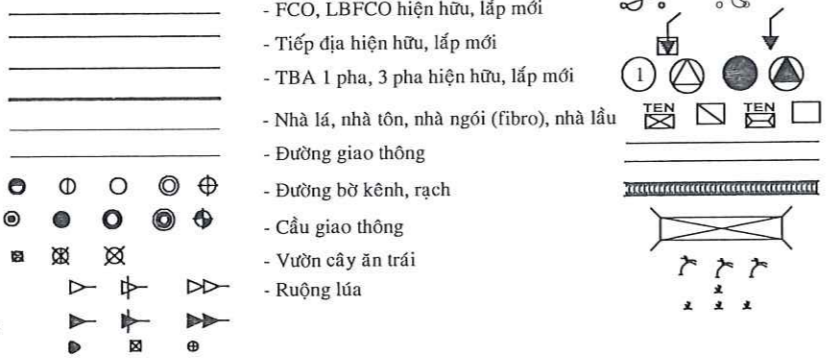 - FCO, LBFCO hiện hữu, lắp mới
- Tiếp địa hiện hữu, lắp mới
- TBA 1 pha, 3 pha hiện hữu, lắp mới
1
- Nhà lá, nhà tôn, nhà ngói (fibro), nhà lầu
TEN TEN
- Đường giao thông
- Đường bờ kênh, rạch
- Cầu giao thông
- Vườn cây ăn trái
- Ruộng lúa